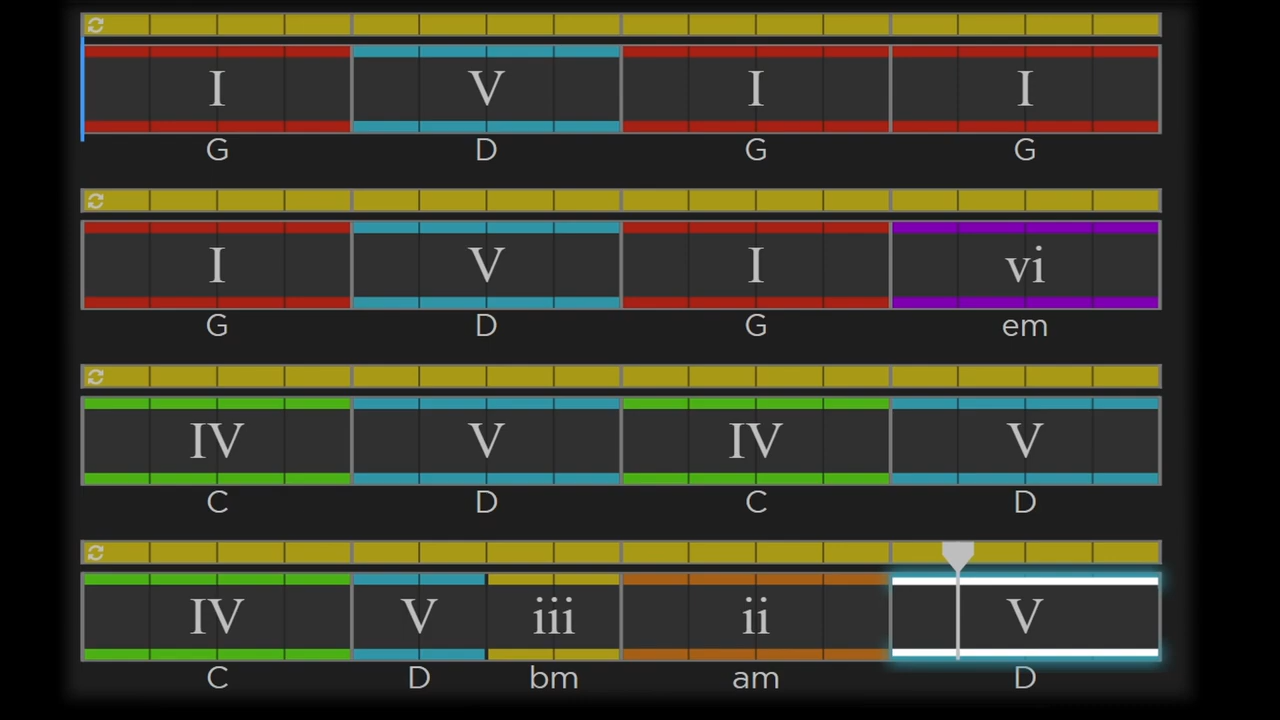 I V I I
G D G G
I V I vi
G D G em
IV V IV V
C D C D
IV V iii ii V
C D bm am D